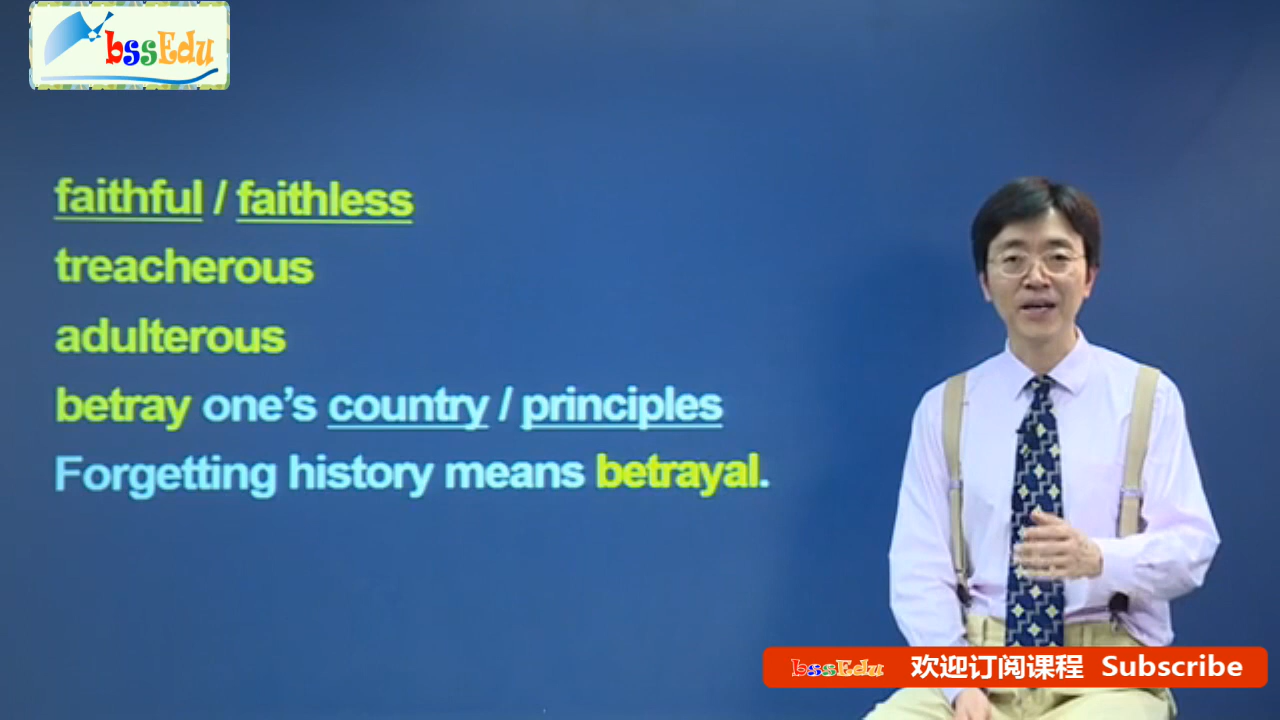 bssEdu
faithful / faithless
treacherous
adulterous
betray one's country / principles
Forgetting history means betrayal.
bssEdu 欢迎订阅课程 Subscribe